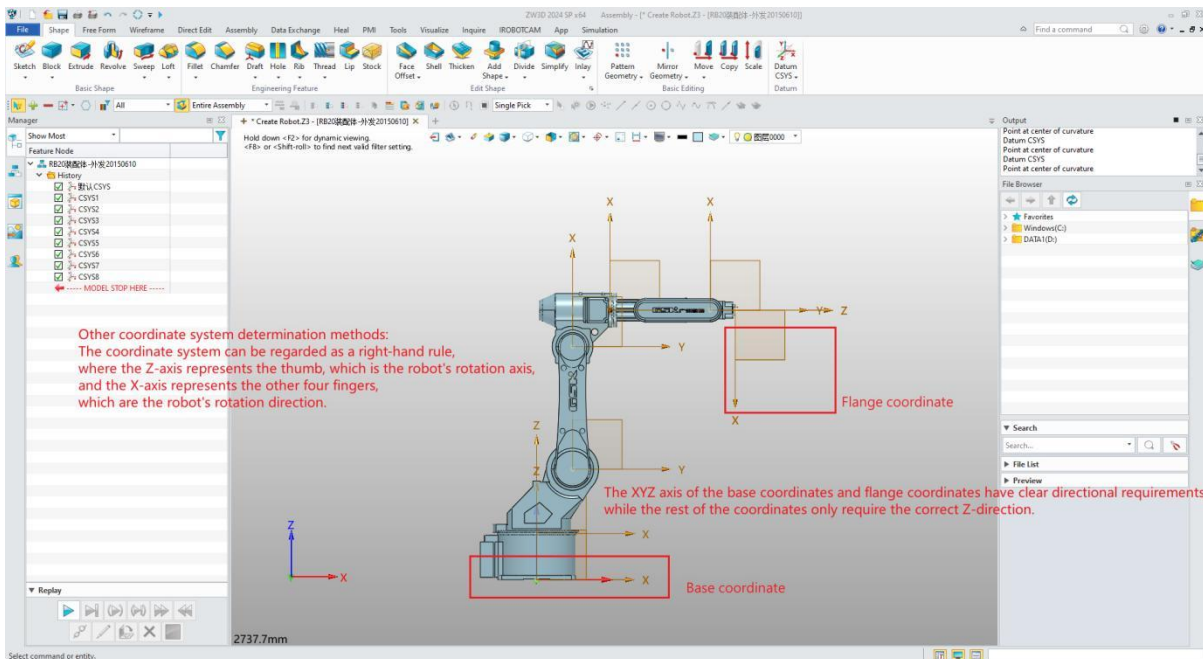 ZW3D 2024 SP x64 Assembly - [* Create Robot.Z3 - [RB20装配体-外发20150610]]
File Shape Free Form Wireframe Direct Edit Assembly Data Exchange Heal PMI Tools Visualize Inquire IROBOTCAM App Simulation Find a command
Sketch Block Extrude Revolve Sweep Loft Fillet Chamfer Draft Hole Rib Thread Lip Stock Face Offset Shell Thicken Add Shape Divide Simplify Inlay Pattern Geometry Mirror Geometry Move Copy Scale Datum CSYS
Basic Shape Engineering Feature Edit Shape Basic Editing Datum
All Entire Assembly Single Pick
Manager
Show Most
Feature Node
RB20装配体-外发20150610
History
默认CSYS
CSYS1
CSYS2
CSYS3
CSYS4
CSYS5
CSYS6
CSYS7
CSYS8
----- MODEL STOP HERE -----
Replay
* Create Robot.Z3 - [RB20装配体-外发20150610]
Hold down <F2> for dynamic viewing.
<F8> or <Shift-roll> to find next valid filter setting.
图层0000
X X
X
Y Z
Y
X
Z
Y
Z
X
X
Z
X
Other coordinate system determination methods:
The coordinate system can be regarded as a right-hand rule,
where the Z-axis represents the thumb, which is the robot's rotation axis,
and the X-axis represents the other four fingers,
which are the robot's rotation direction.
Flange coordinate
The XYZ axis of the base coordinates and flange coordinates have clear directional requirements
while the rest of the coordinates only require the correct Z-direction.
Base coordinate
2737.7mm
Output
Point at center of curvature
Datum CSYS
Point at center of curvature
Datum CSYS
Point at center of curvature
File Browser
Favorites
Windows(C:)
DATA1(D:)
Search
Search...
File List
Preview
Select command or entity.